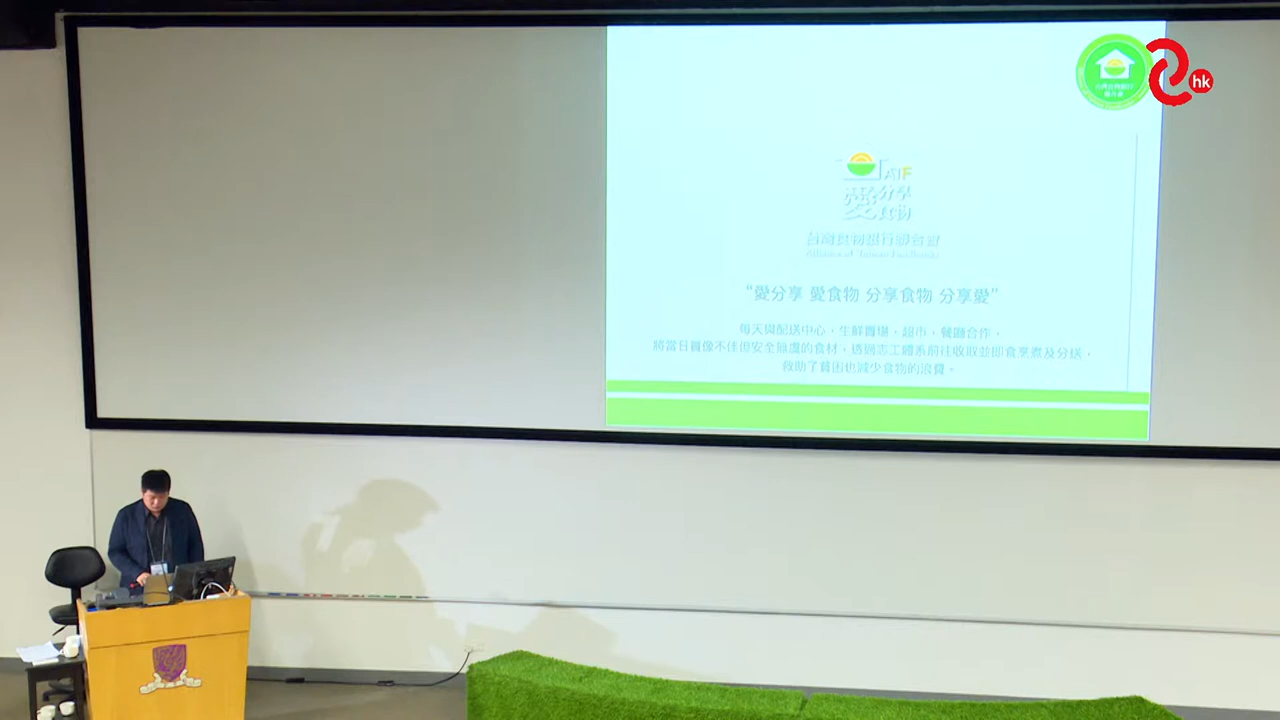 hk
ATF
愛分享
食物
台灣食物銀行聯合會
Alliance of Taiwan Foodbanks
“愛分享 愛食物 分享食物 分享愛”
每天與配送中心,生鮮賣場,超市,餐廳合作,
將當日圖像不佳但安全無虞的食材,透過志工體系前往收取並即食烹煮及分送,
救助了貧困也減少食物的浪費。